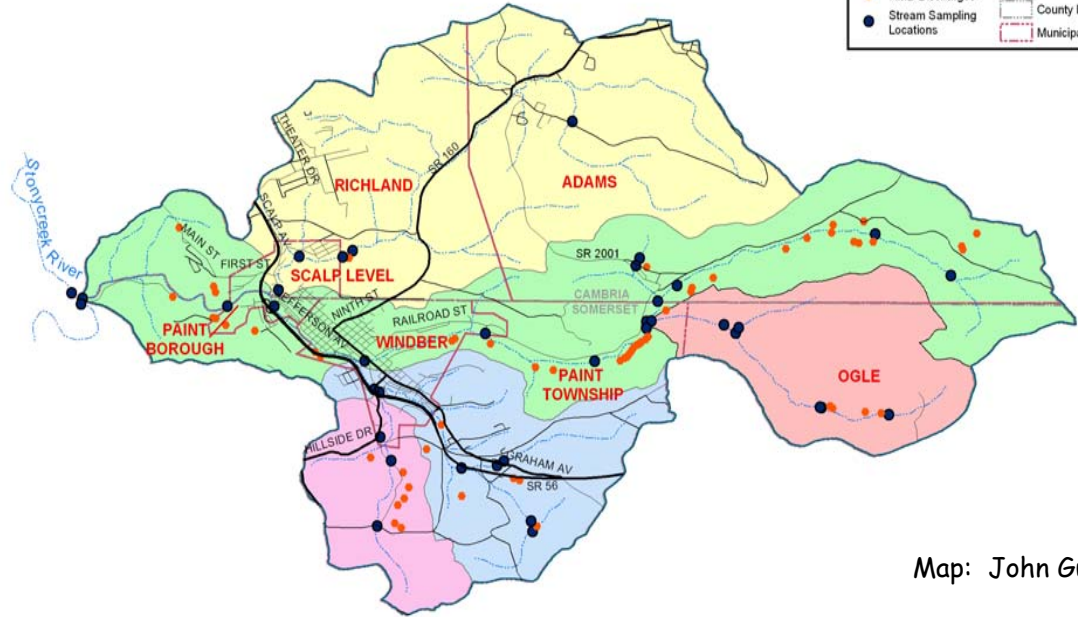 Stream Sampling
Locations
County
Municipa
THEATER DR
SCALP AV
SR 160
RICHLAND
ADAMS
Stonycreek River
MAIN ST
FIRST ST
SCALP LEVEL
SR 2001
JEFFERSON AV
NINTH ST
RAILROAD ST
CAMBRIA
SOMERSET
PAINT
BOROUGH
WINDBER
PAINT
TOWNSHIP
OGLE
HILLSIDE DR
GRAHAM AV
SR 56
Map: John